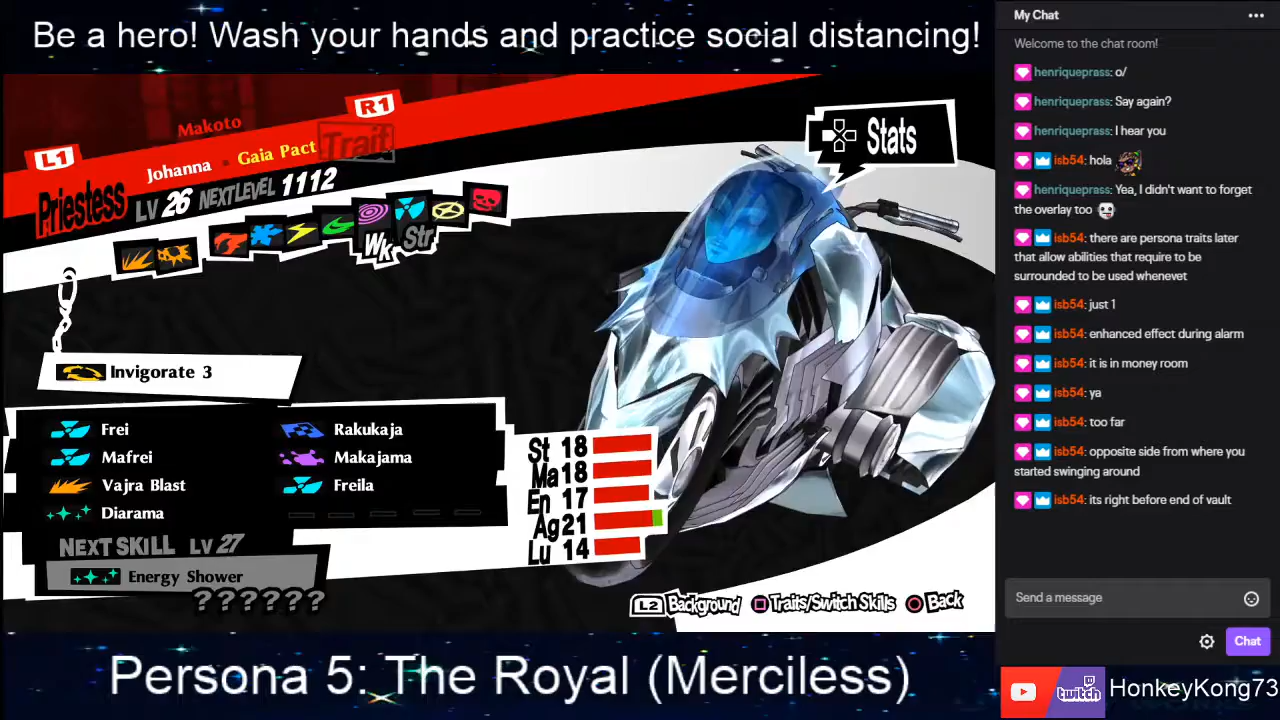 Be a hero! Wash your hands and practice social distancing!
L1
Makoto
R1
Johanna Gaia Pact Trait
Priestess LV 26 NEXT LEVEL 1112
Wk Str
Stats
Invigorate 3
Frei Rakukaja
Mafrei Makajama
Vajra Blast Freila
Diarama
NEXT SKILL LV 27
Energy Shower
??????
St 18
Ma 18
En 17
Ag 21
Lu 14
L2 Background Traits/Switch Skills Back
Persona 5: The Royal (Merciless)
My Chat
Welcome to the chat room!
henriqueprass: o/
henriqueprass: Say again?
henriqueprass: I hear you
isb54: hola
henriqueprass: Yea, I didn't want to forget
the overlay too
isb54: there are persona traits later
that allow abilities that require to be
surrounded to be used whenevet
isb54: just 1
isb54: enhanced effect during alarm
isb54: it is in money room
isb54: ya
isb54: too far
isb54: opposite side from where you
started swinging around
isb54: its right before end of vault
Send a message
Chat
twitch HonkeyKong73